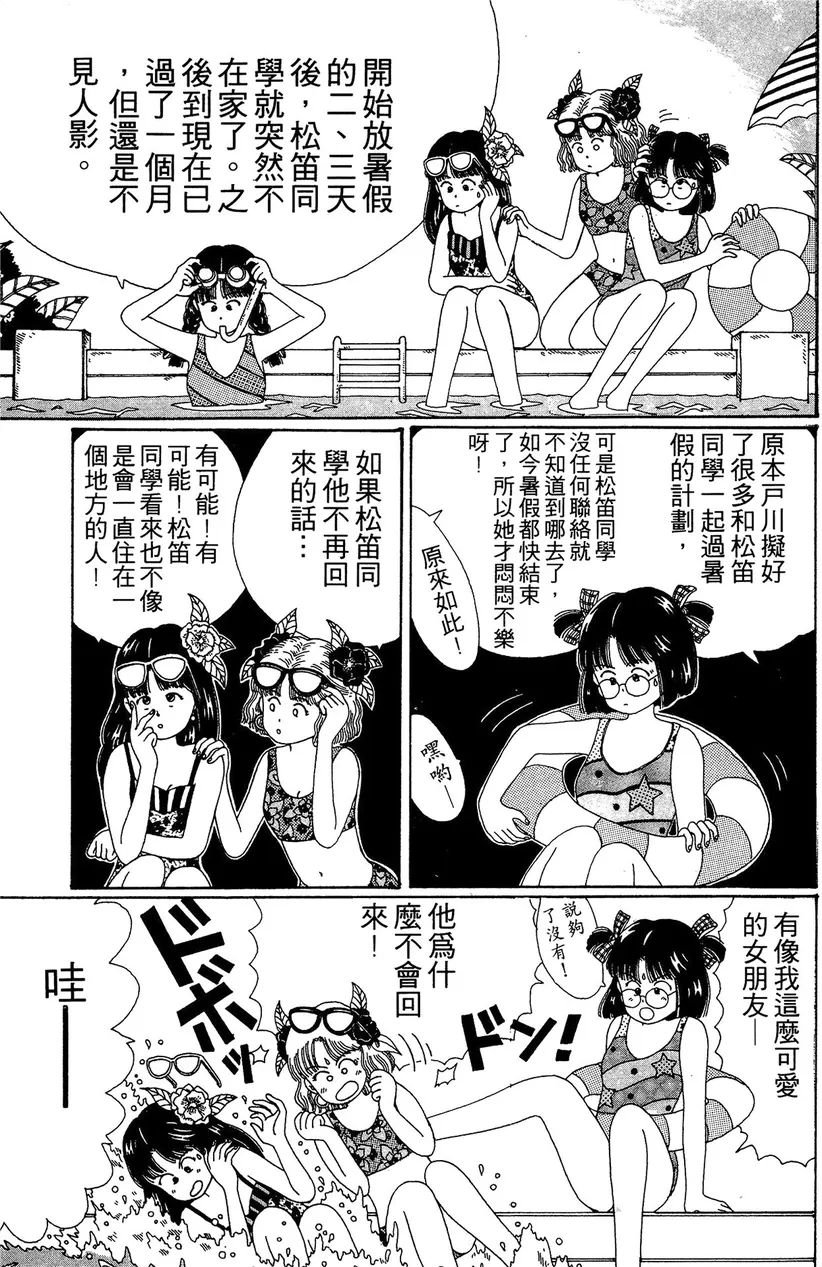 開始放暑假
的二、三天
後，松笛同
學就突然不
在家了。之
後到現在已
過了一個月
，但還是不
見人影。
原本戶川擬好
了很多和松笛
同學一起過暑
假的計劃，
可是松笛同學
沒任何聯絡就
不知道到哪去了，
如今暑假都快結束
了，所以她才悶悶不樂
呀！
原來如此！
嘿喲—
如果松笛同
學他不再回
來的話…
有可能！有
可能！松笛
同學看來也不像
是會一直住在一
個地方的人！
有像我這麼可愛
的女朋友—
說夠
了沒有！
他為什
麼不會回
來！
ドン！
ドボッ
哇—